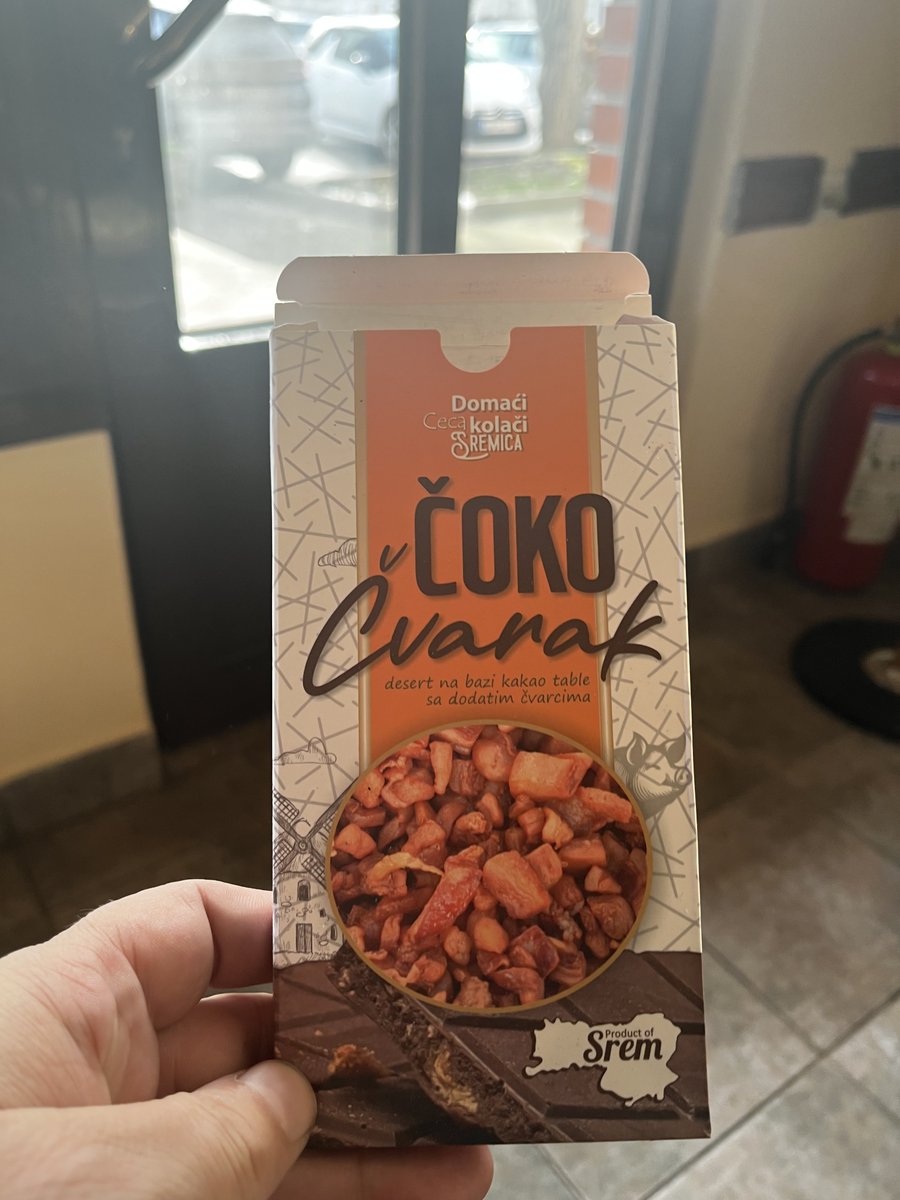 Domaći
Ceca kolači
SREMICA
ČOKO
Čvarak
desert na bazi kakao table
sa dodatim čvarcima
Product of
Srem